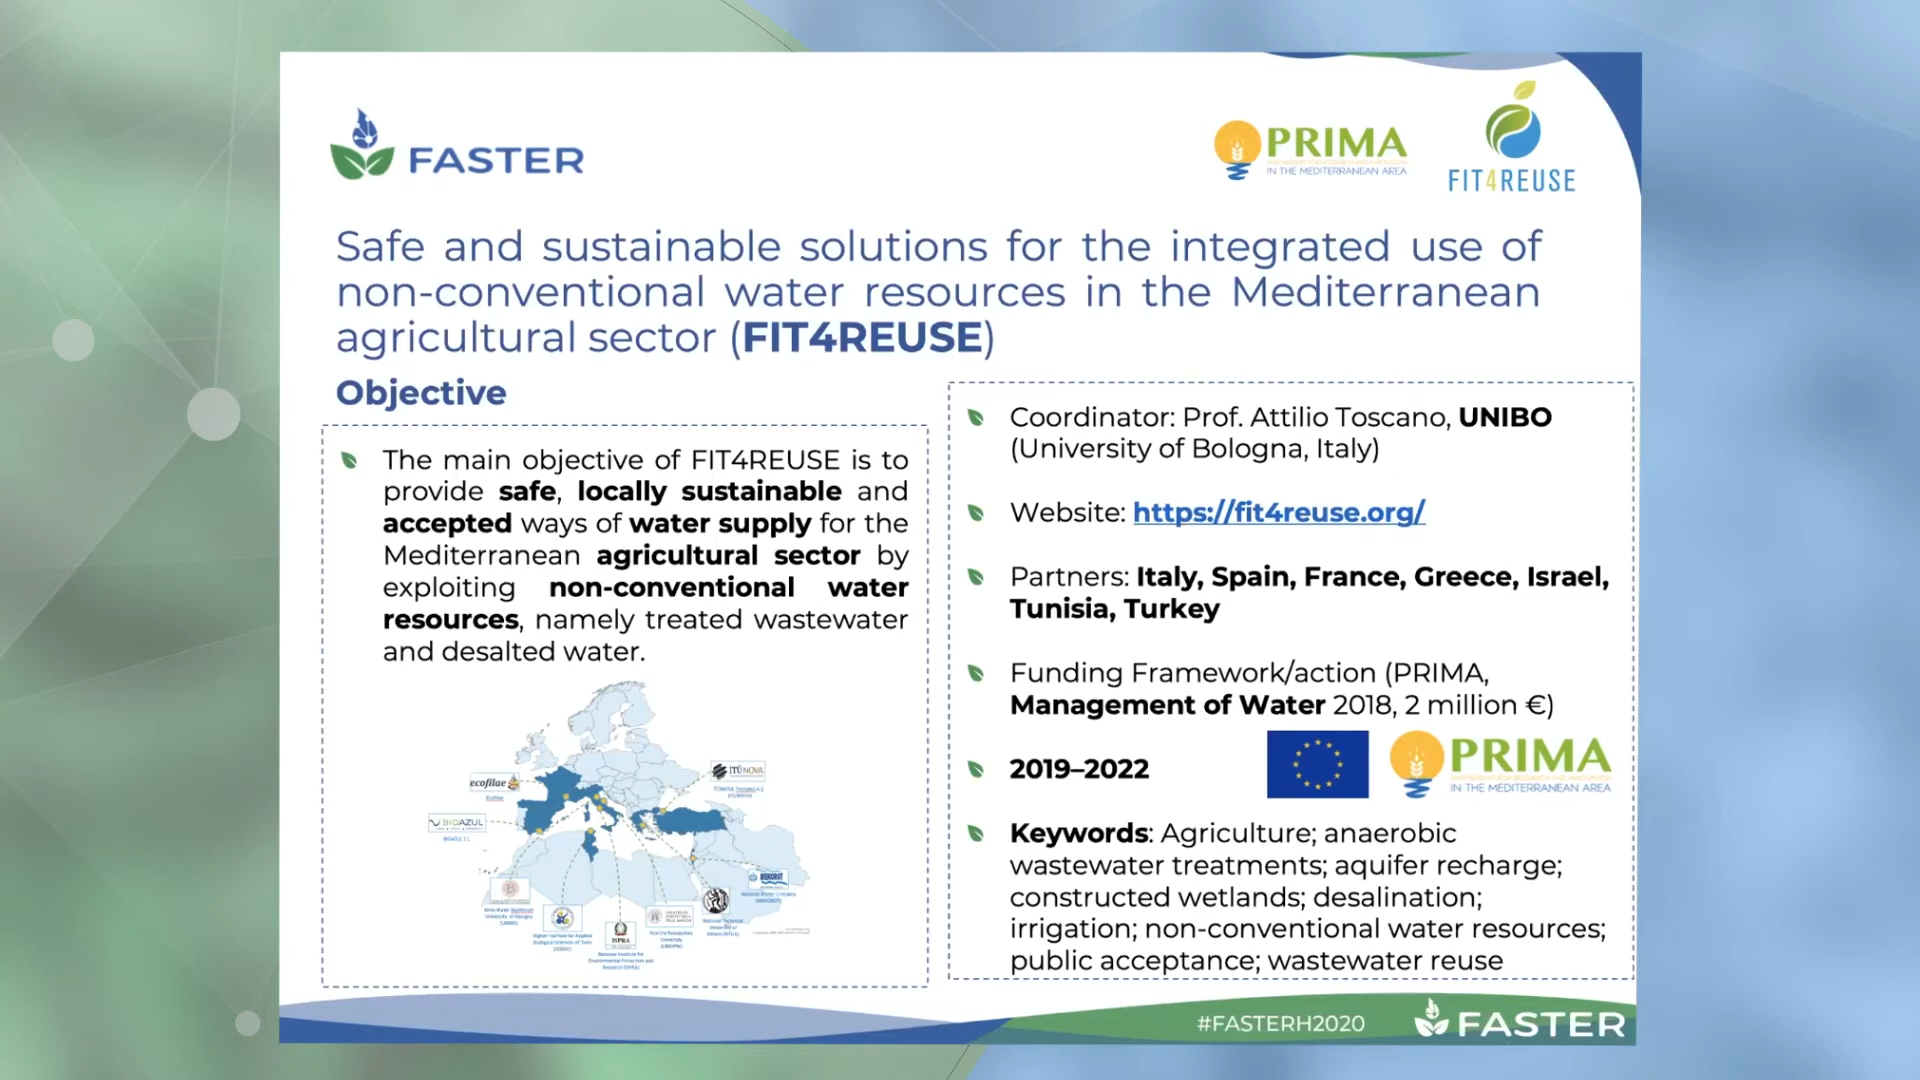 FASTER
PRIMA
IN THE MEDITERRANEAN AREA
FIT4REUSE
Safe and sustainable solutions for the integrated use of
non-conventional water resources in the Mediterranean
agricultural sector (FIT4REUSE)
Objective
The main objective of FIT4REUSE is to
provide safe, locally sustainable and
accepted ways of water supply for the
Mediterranean agricultural sector by
exploiting non-conventional water
resources, namely treated wastewater
and desalted water.
ecofilae
Ecofilae
BIOAZUL
ITÜNOVA
MEKOROT
ISPRA
Coordinator: Prof. Attilio Toscano, UNIBO
(University of Bologna, Italy)
Website: https://fit4reuse.org/
Partners: Italy, Spain, France, Greece, Israel,
Tunisia, Turkey
Funding Framework/action (PRIMA,
Management of Water 2018, 2 million €)
2019–2022
PRIMA
IN THE MEDITERRANEAN AREA
Keywords: Agriculture; anaerobic
wastewater treatments; aquifer recharge;
constructed wetlands; desalination;
irrigation; non-conventional water resources;
public acceptance; wastewater reuse
#FASTERH2020
FASTER